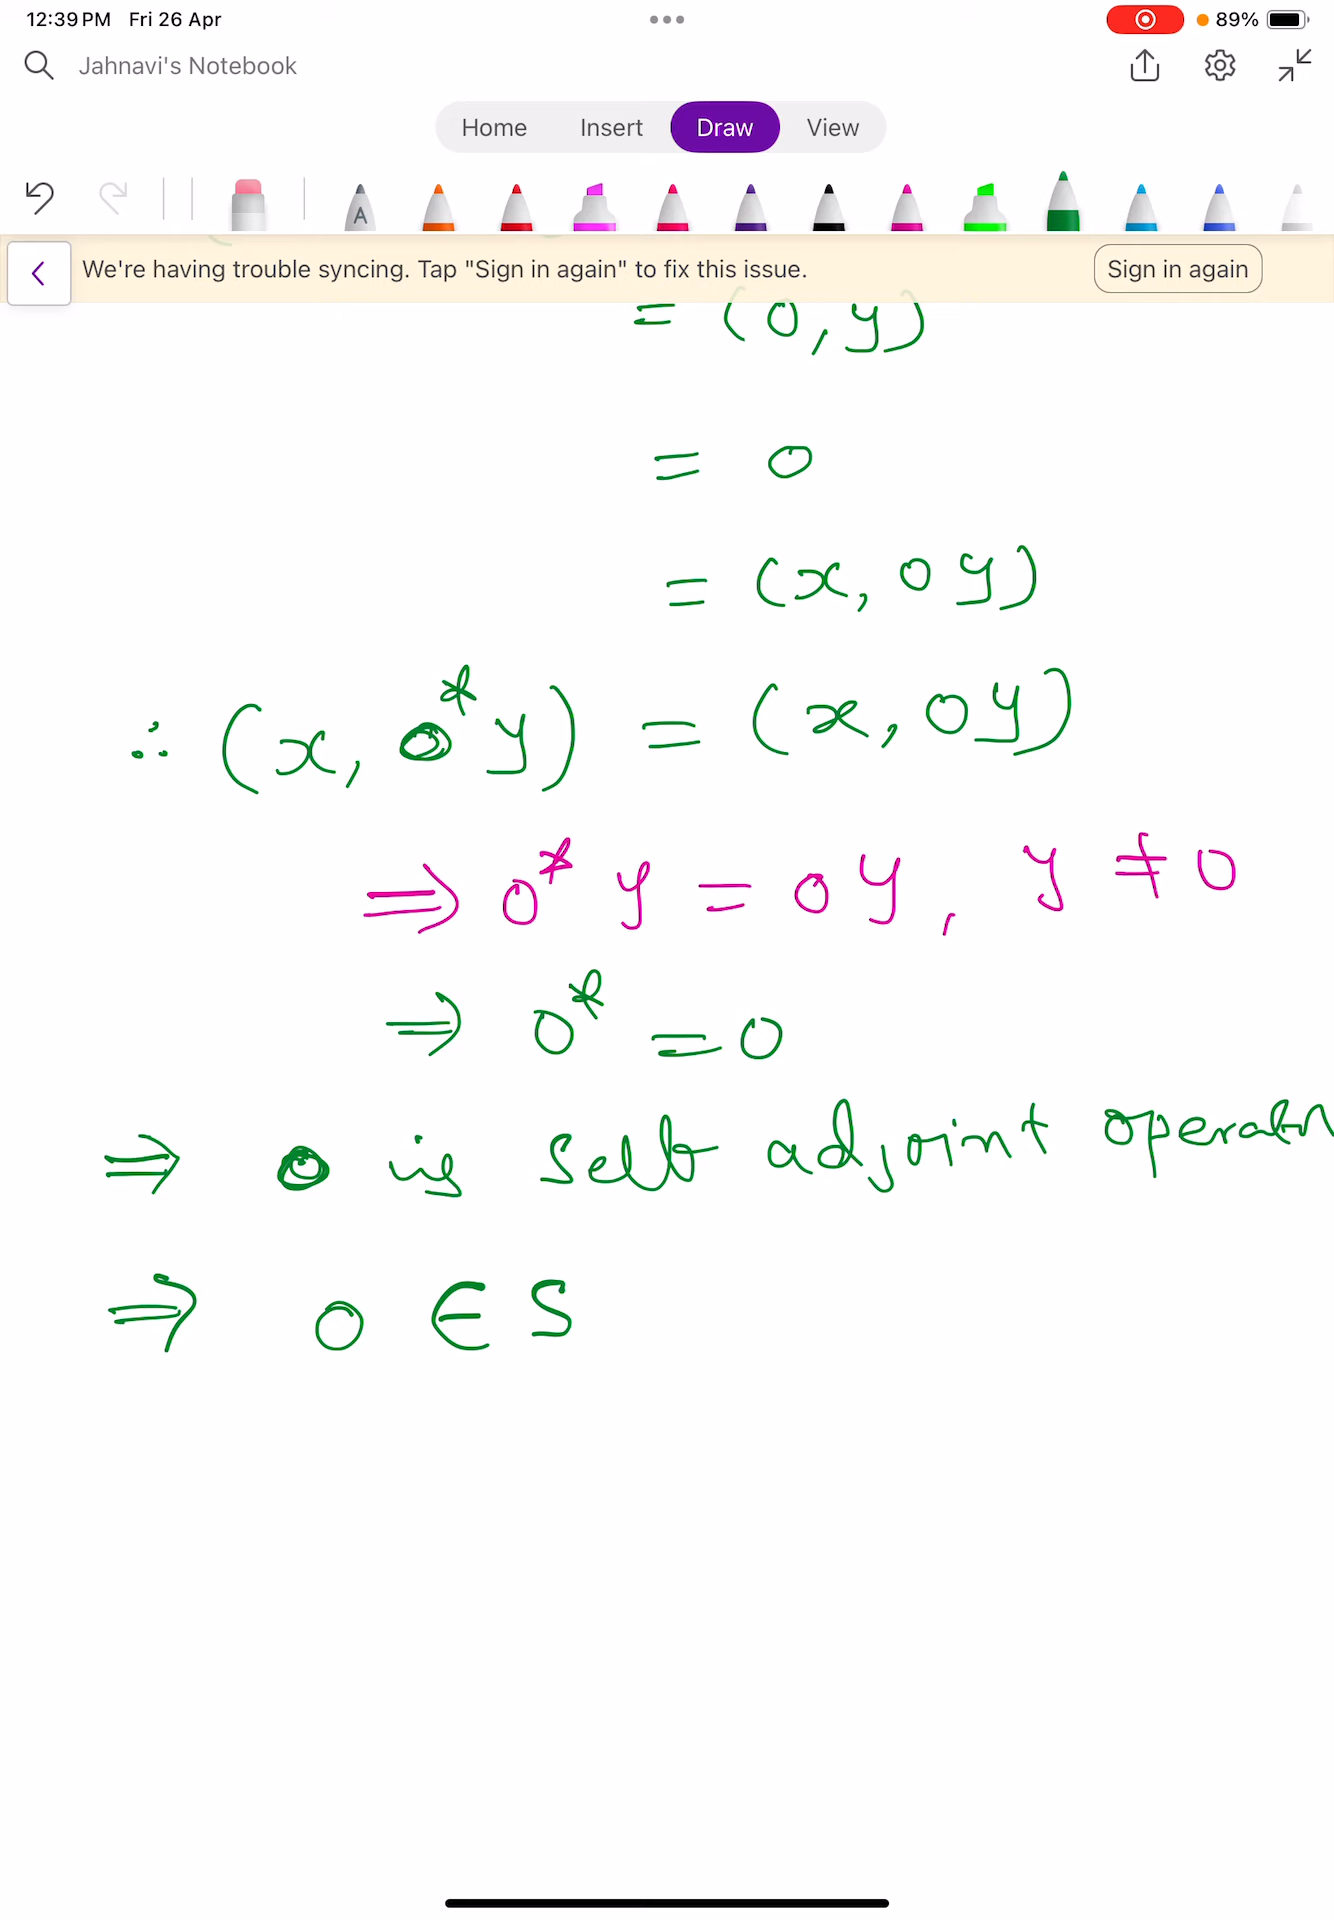 12:39 PM Fri 26 Apr
89%
Jahnavi's Notebook
Home Insert Draw View
A
We're having trouble syncing. Tap "Sign in again" to fix this issue.
Sign in again
= (0, y)
= 0
= (x, 0y)
∴ (x, 0* y) = (x, 0y)
⇒ 0* y = 0y, y ≠ 0
⇒ 0* = 0
⇒ 0 is self adjoint operator
⇒ 0 ∈ S